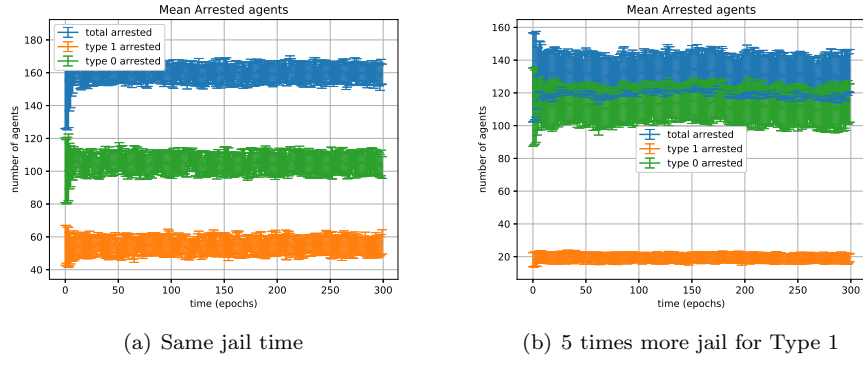 Mean Arrested agents
total arrested
type 1 arrested
type 0 arrested
number of agents
180
160
140
120
100
80
60
40
0
50
100
150
200
250
300
time (epochs)
(a) Same jail time
Mean Arrested agents
number of agents
160
140
120
100
80
60
40
20
total arrested
type 1 arrested
type 0 arrested
0
50
100
150
200
250
300
time (epochs)
(b) 5 times more jail for Type 1